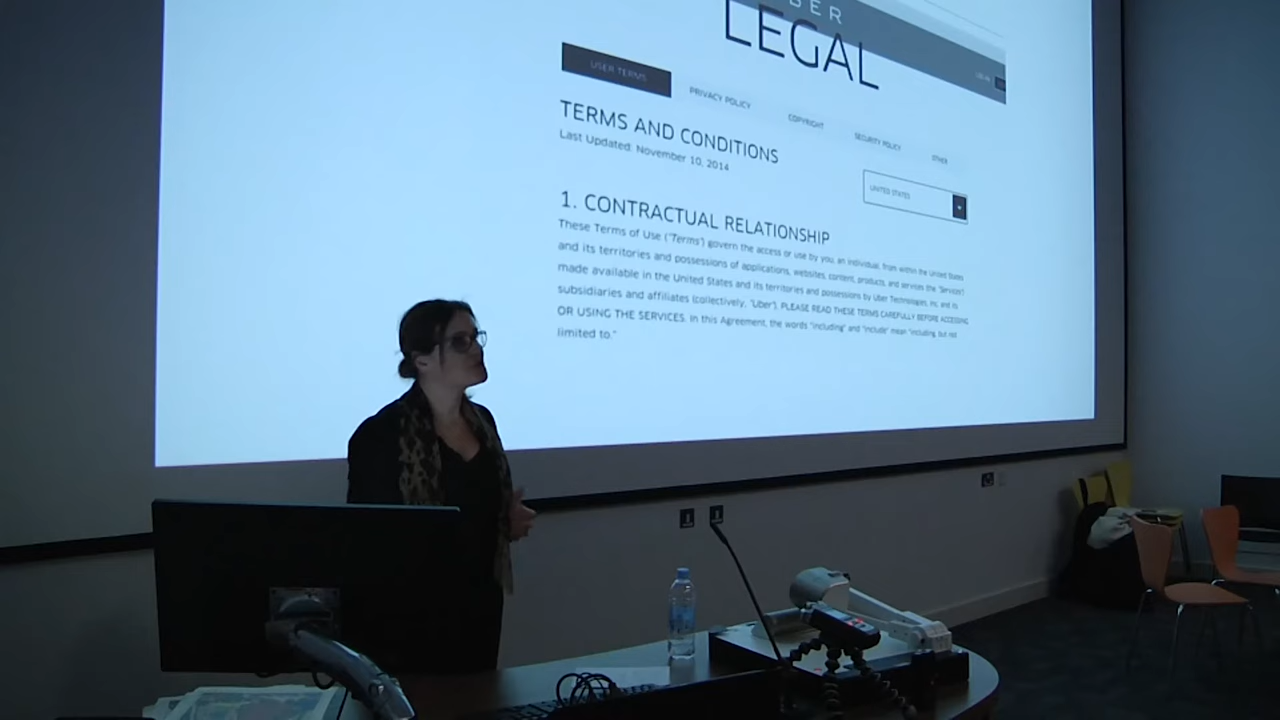 BER
LEGAL
LOG IN
USER TERMS
PRIVACY POLICY
COPYRIGHT
SECURITY POLICY
OTHER
TERMS AND CONDITIONS
Last Updated: November 10, 2014
UNITED STATES
1. CONTRACTUAL RELATIONSHIP
These Terms of Use ("Terms") govern the access or use by you, an individual, from within the United States
and its territories and possessions of applications, websites, content, products, and services (the "Services")
made available in the United States and its territories and possessions by Uber Technologies, Inc. and its
subsidiaries and affiliates (collectively, "Uber"). PLEASE READ THESE TERMS CAREFULLY BEFORE ACCESSING
OR USING THE SERVICES. In this Agreement, the words "including" and "include" mean "including, but not
limited to."